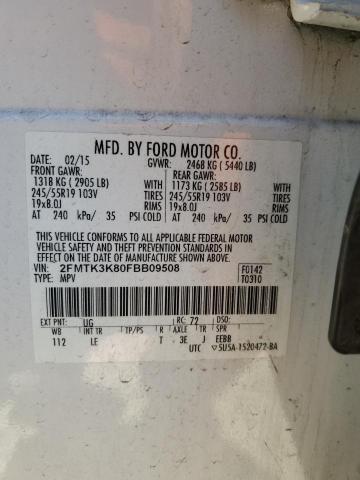 MFD. BY FORD MOTOR CO.
DATE: 02/15 GVWR: 2468 KG ( 5440 LB)
FRONT GAWR: REAR GAWR:
1318 KG ( 2905 LB) 1173 KG ( 2585 LB)
245/55R19 103V TIRES 245/55R19 103V TIRES
19x8.0J RIMS 19x8.0J RIMS
AT 240 kPa/ 35 PSI COLD AT 240 kPa/ 35 PSI COLD
THIS VEHICLE CONFORMS TO ALL APPLICABLE FEDERAL MOTOR
VEHICLE SAFETY AND THEFT PREVENTION STANDARDS IN
EFFECT ON THE DATE OF MANUFACTURE SHOWN ABOVE.
VIN: 2FMTK3K80FBB09508 F0142
TYPE: MPV T0310
EXT PNT: UG RC: 72 DSO:
WB BRK INT TR TP/PS R AXLE TR SPR
112 LE T 3E J EEBB
UTC ▽5U5A-1520472-BA